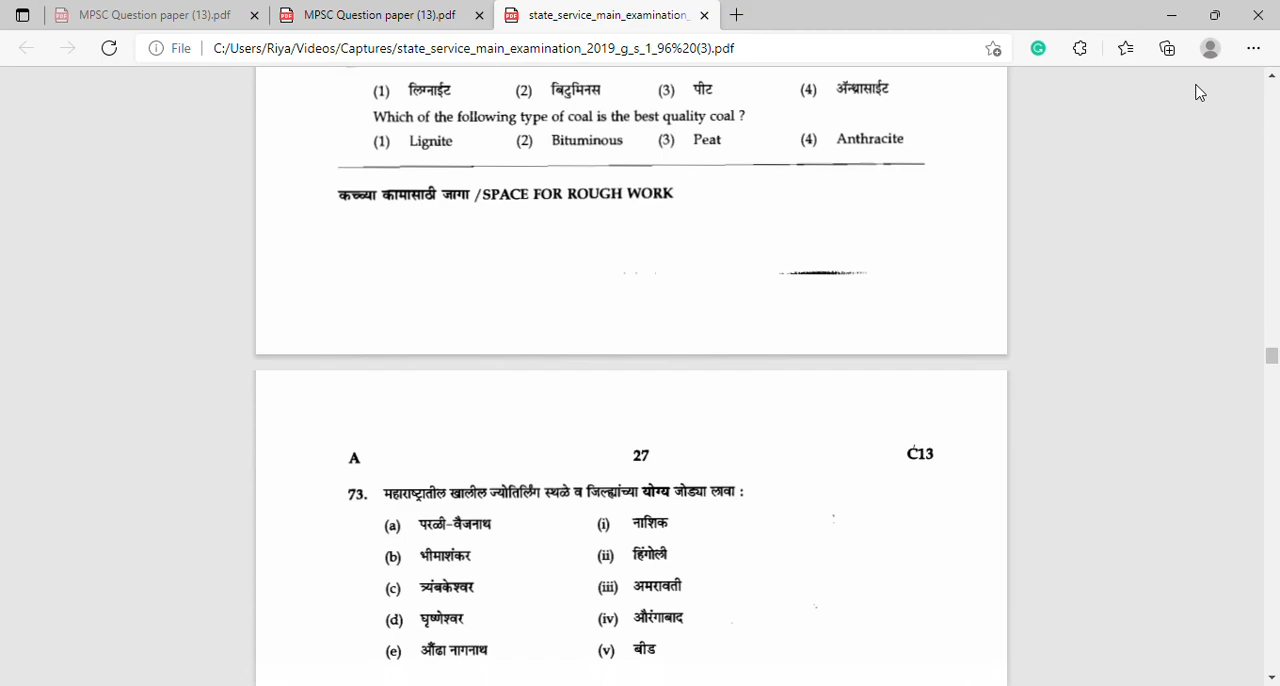 MPSC Question paper (13).pdf
MPSC Question paper (13).pdf
state_service_main_examination_
File
C:/Users/Riya/Videos/Captures/state_service_main_examination_2019_g_s_1_96%20(3).pdf
(1) लिग्नाईट (2) बिटुमिनस (3) पीट (4) अ‍ॅन्थ्रासाईट
Which of the following type of coal is the best quality coal ?
(1) Lignite (2) Bituminous (3) Peat (4) Anthracite
कच्च्या कामासाठी जागा /SPACE FOR ROUGH WORK
A 27 C13
73. महाराष्ट्रातील खालील ज्योतिर्लिंग स्थळे व जिल्ह्यांच्या योग्य जोड्या लावा :
(a) परळी-वैजनाथ (i) नाशिक
(b) भीमाशंकर (ii) हिंगोली
(c) त्र्यंबकेश्वर (iii) अमरावती
(d) घृष्णेश्वर (iv) औरंगाबाद
(e) औंढा नागनाथ (v) बीड